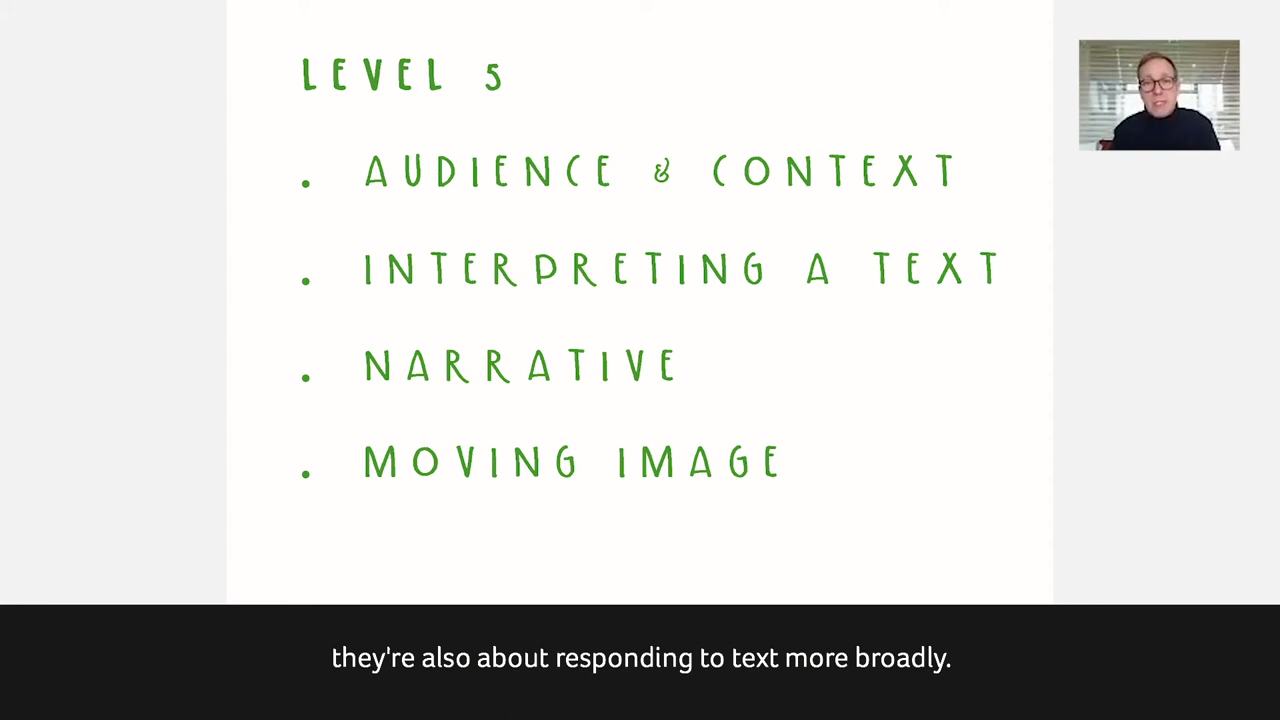 LEVEL 5
. AUDIENCE & CONTEXT
. INTERPRETING A TEXT
. NARRATIVE
. MOVING IMAGE
they're also about responding to text more broadly.